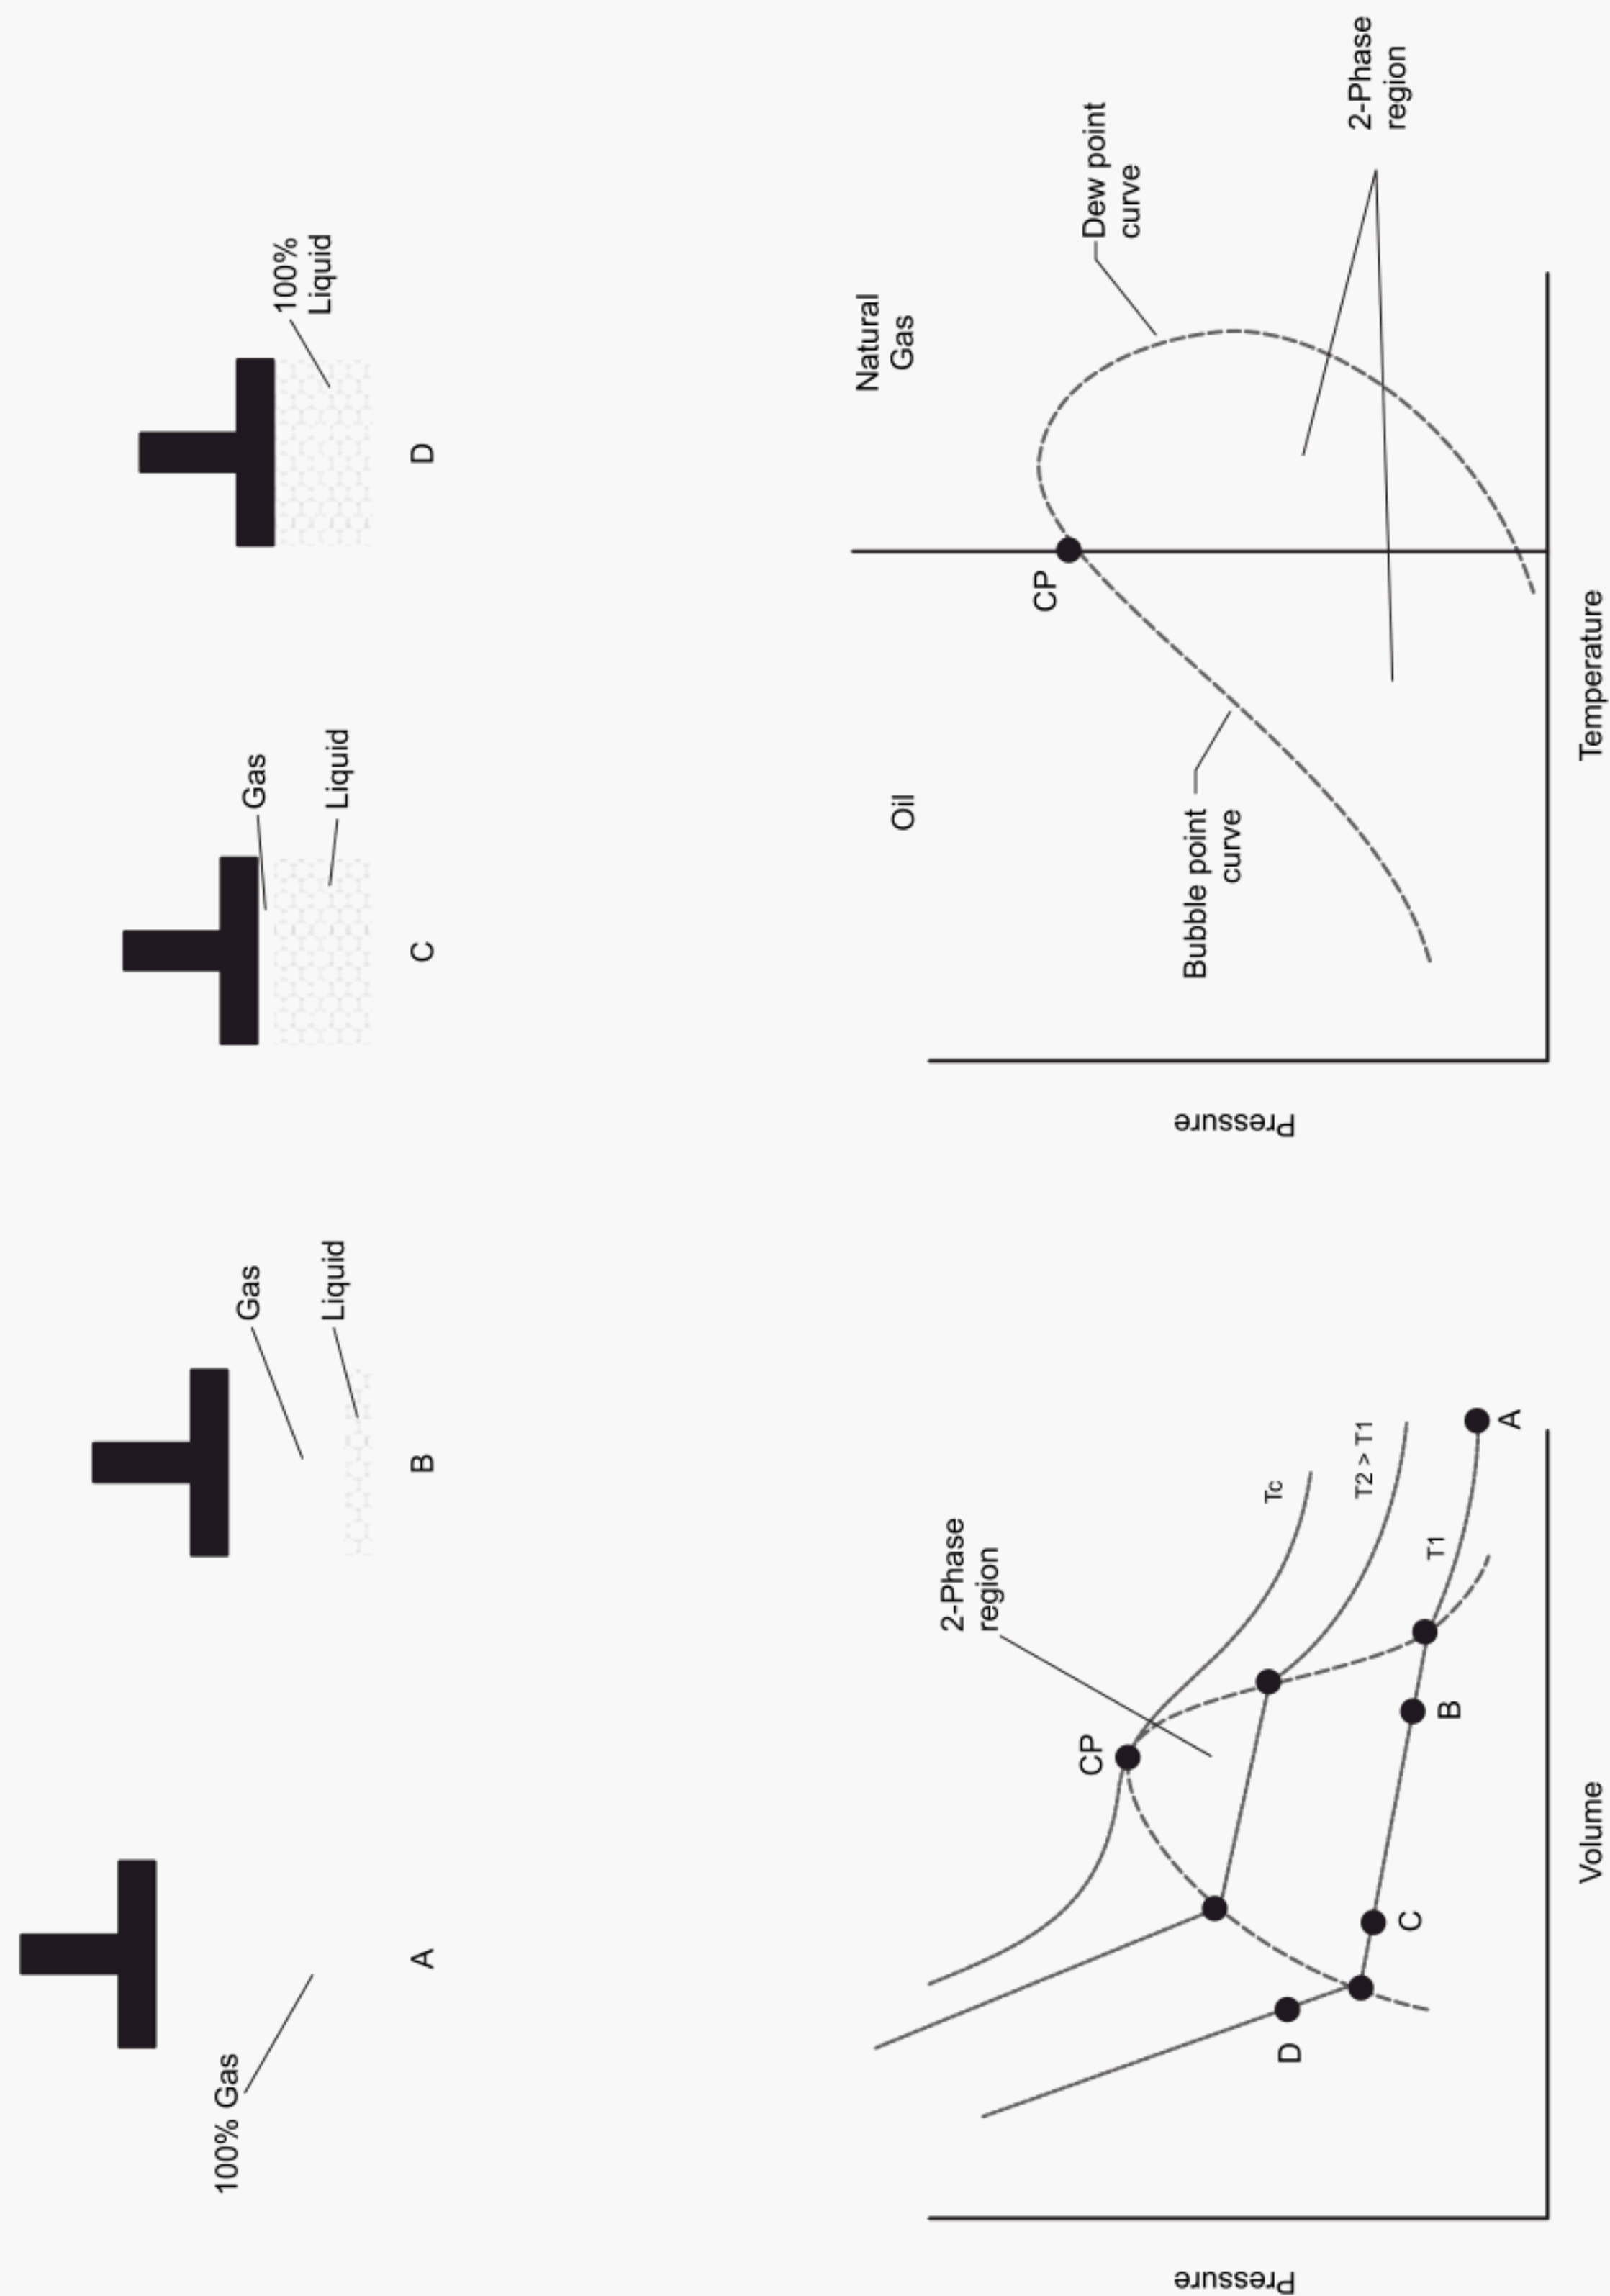 100% Gas
A
Gas
Liquid
B
Gas
Liquid
C
100%
Liquid
D
Pressure
2-Phase
region
CP
Tc
T2 > T1
T1
D
C
B
A
Volume
Pressure
Oil
Natural
Gas
CP
Bubble point
curve
Dew point
curve
2-Phase
region
Temperature